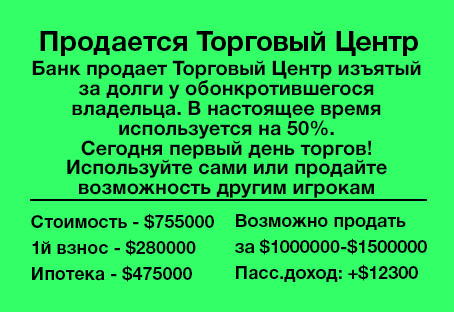 Продается Торговый Центр
Банк продает Торговый Центр изъятый
за долги у обонкротившегося
владельца. В настоящее время
используется на 50%.
Сегодня первый день торгов!
Используйте сами или продайте
возможность другим игрокам
Стоимость - $755000
1й взнос - $280000
Ипотека - $475000
Возможно продать
за $1000000-$1500000
Пасс.доход: +$12300